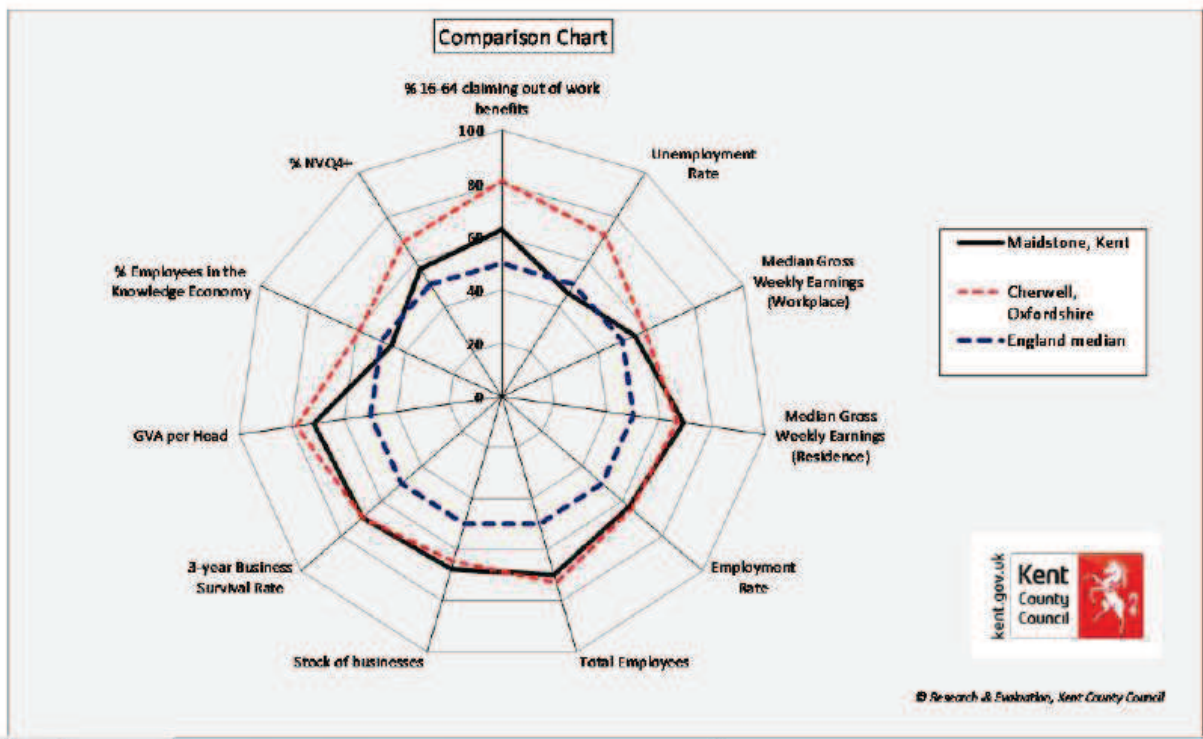 Comparison Chart
% 16-64 claiming out of work
benefits
100
80
60
40
20
0
Unemployment
Rate
Median Gross
Weekly Earnings
(Workplace)
Median Gross
Weekly Earnings
(Residence)
Employment
Rate
Total Employees
Stock of businesses
3-year Business
Survival Rate
GVA per Head
% Employees in the
Knowledge Economy
% NVQ4+
Maidstone, Kent
Cherwell,
Oxfordshire
England median
kent.gov.uk
Kent
County
Council
© Research & Evaluation, Kent County Council